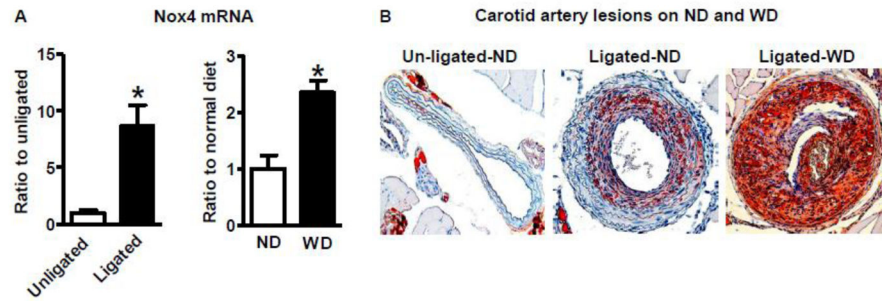 A
Nox4 mRNA
Ratio to unligated
15
10
5
0
*
Unligated
Ligated
Ratio to normal diet
3
2
1
0
*
ND
WD
B
Carotid artery lesions on ND and WD
Un-ligated-ND
Ligated-ND
Ligated-WD